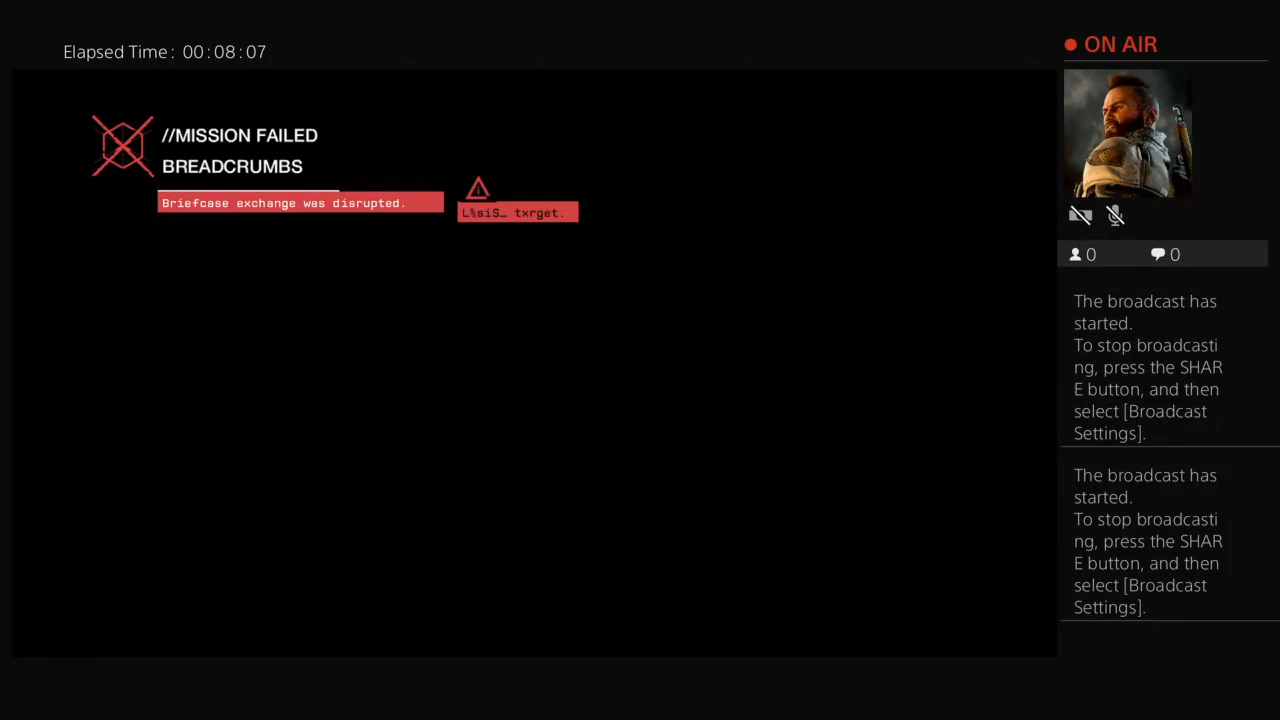 Elapsed Time: 00:08:07
ON AIR
//MISSION FAILED
BREADCRUMBS
Briefcase exchange was disrupted.
L%si$_ txrget.
0
0
The broadcast has
started.
To stop broadcasti
ng, press the SHAR
E button, and then
select [Broadcast
Settings].
The broadcast has
started.
To stop broadcasti
ng, press the SHAR
E button, and then
select [Broadcast
Settings].